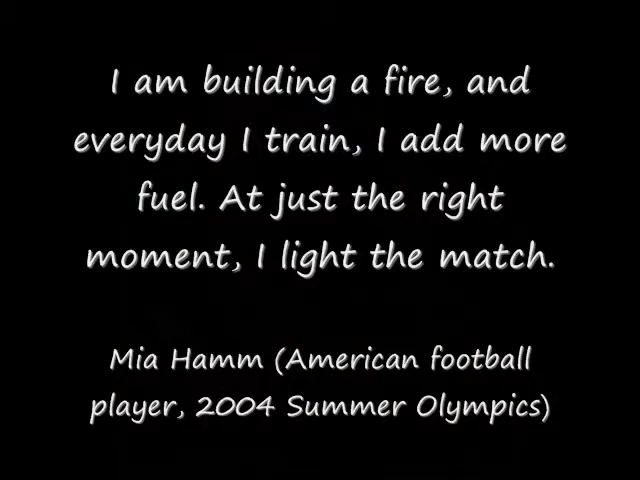 I am building a fire, and
everyday I train, I add more
fuel. At just the right
moment, I light the match.
Mia Hamm (American football
player, 2004 Summer Olympics)